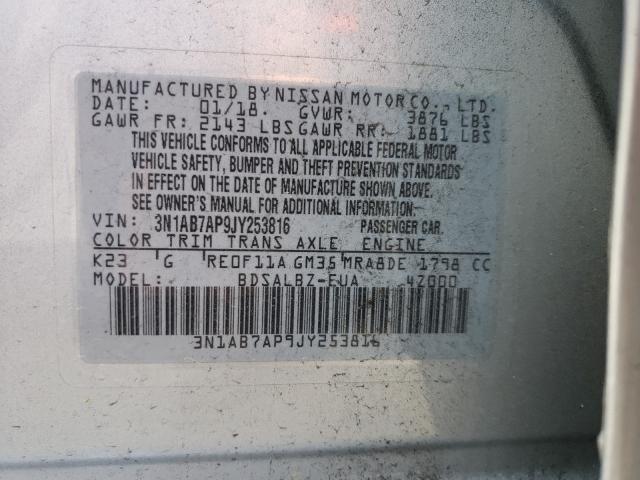 MANUFACTURED BY NISSAN MOTOR CO., LTD.
DATE: 01/18. GVWR: 3876 LBS
GAWR FR: 2143 LBS GAWR RR: 1881 LBS
THIS VEHICLE CONFORMS TO ALL APPLICABLE FEDERAL MOTOR
VEHICLE SAFETY, BUMPER AND THEFT PREVENTION STANDARDS
IN EFFECT ON THE DATE OF MANUFACTURE SHOWN ABOVE.
SEE OWNER'S MANUAL FOR ADDITIONAL INFORMATION.
VIN: 3N1AB7AP9JY253816 PASSENGER CAR.
COLOR TRIM TRANS AXLE ENGINE
K23 G RE0F11A GM35 MRA8DE 1798 CC
MODEL: BDSALBZ-EUA 4Z000
3N1AB7AP9JY253816